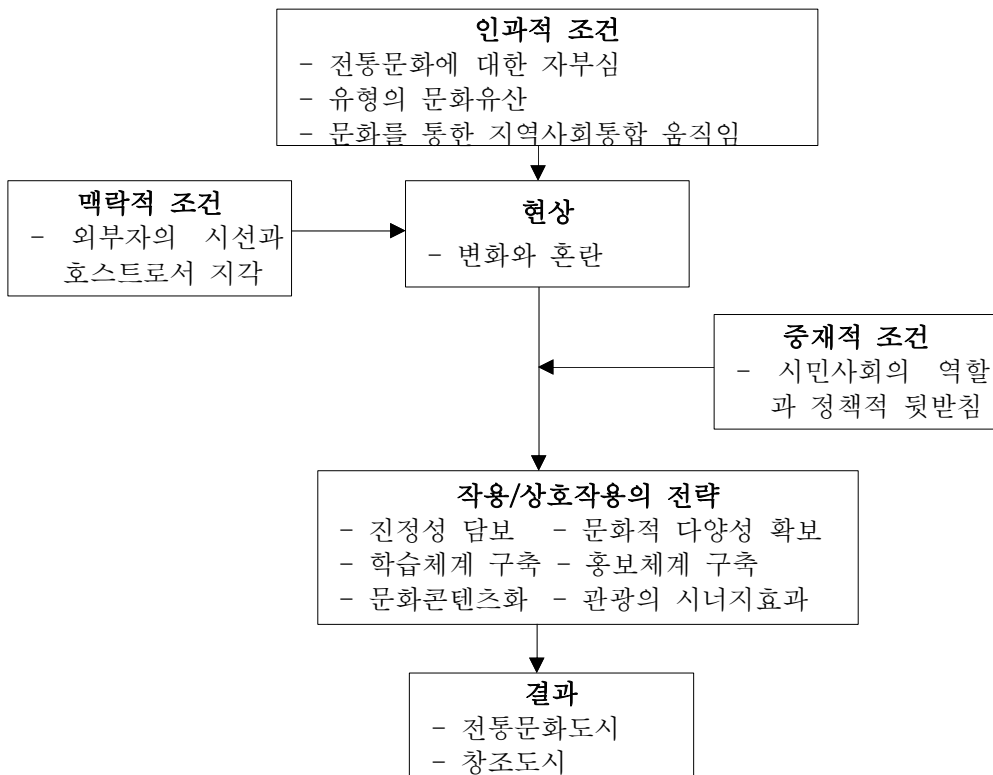 인과적 조건
- 전통문화에 대한 자부심
- 유형의 문화유산
- 문화를 통한 지역사회통합 움직임
맥락적 조건
- 외부자의 시선과
호스트로서 지각
현상
- 변화와 혼란
중재적 조건
- 시민사회의 역할
과 정책적 뒷받침
작용/상호작용의 전략
- 진정성 담보 - 문화적 다양성 확보
- 학습체계 구축 - 홍보체계 구축
- 문화콘텐츠화 - 관광의 시너지효과
결과
- 전통문화도시
- 창조도시